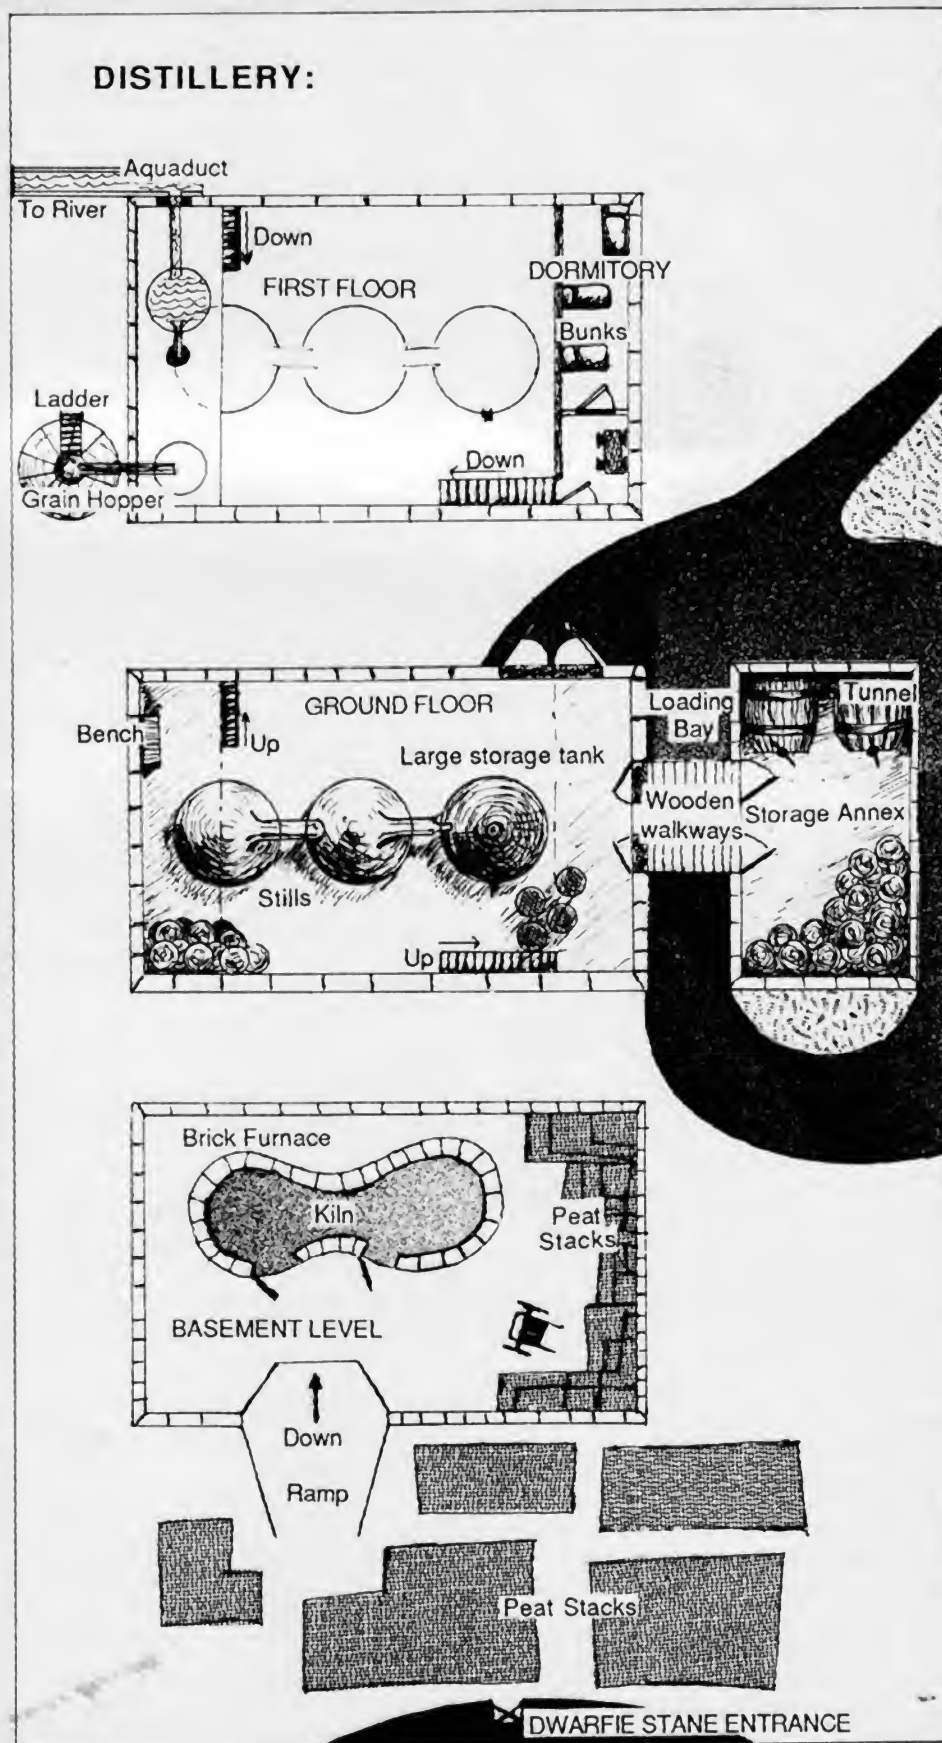 DISTILLERY:
Aquaduct
To River
Down
FIRST FLOOR
DORMITORY
Bunks
Ladder
Grain Hopper
Down
GROUND FLOOR
Bench
Up
Large storage tank
Stills
Up
Loading
Bay
Tunnel
Wooden
walkways
Storage Annex
Brick Furnace
Kiln
Peat
Stacks
BASEMENT LEVEL
Down
Ramp
Peat Stacks
DWARFIE STANE ENTRANCE